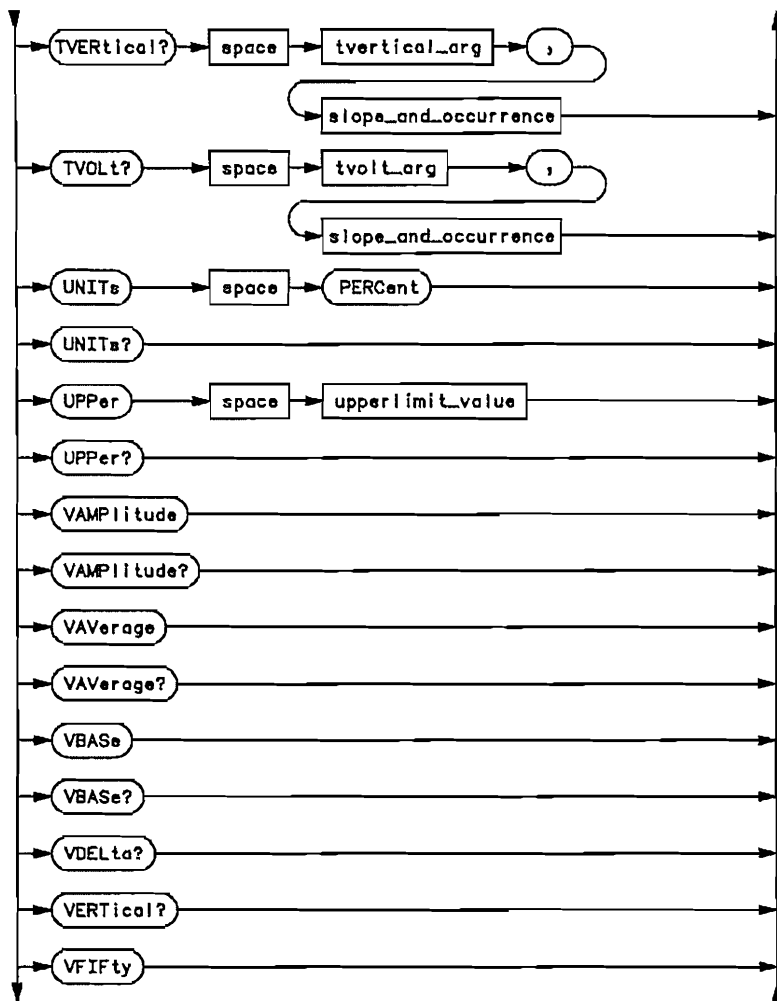 TVERtical? space tvertical_arg ,
slope_and_occurrence
TVOLt? space tvolt_arg ,
slope_and_occurrence
UNITs space PERCent
UNITs?
UPPer space upperlimit_value
UPPer?
VAMPlitude
VAMPlitude?
VAVerage
VAVerage?
VBASe
VBASe?
VDELta?
VERTical?
VFIFty